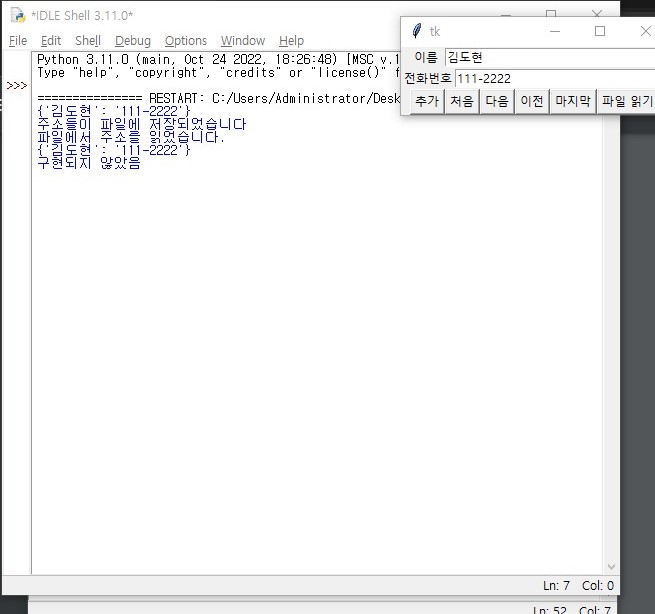 *IDLE Shell 3.11.0*
File Edit Shell Debug Options Window Help
Python 3.11.0 (main, Oct 24 2022, 18:26:48) [MSC v.1
Type "help", "copyright", "credits" or "license()" f
>>>
=============== RESTART: C:/Users/Administrator/Desk
{'김도현': '111-2222'}
주소들이 파일에 저장되었습니다
파일에서 주소를 읽었습니다.
{'김도현': '111-2222'}
구현되지 않았음
tk
이름 김도현
전화번호 111-2222
추가 처음 다음 이전 마지막 파일 읽기
Ln: 7 Col: 0
Ln: 52 Col: 7